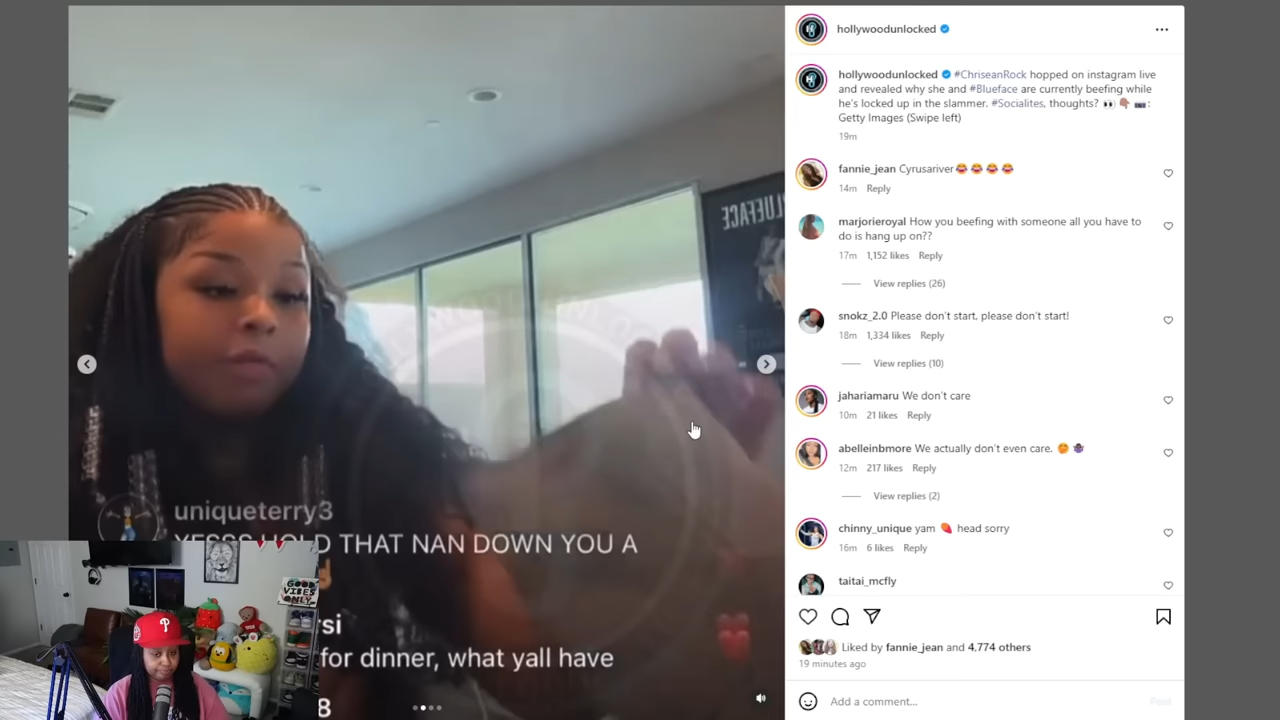 hollywoodunlocked
hollywoodunlocked #ChriseanRock hopped on instagram live
and revealed why she and #Blueface are currently beefing while
he's locked up in the slammer. #Socialites, thoughts? 👀 🗣🏽 📷:
Getty Images (Swipe left)
19m
fannie_jean Cyrusariver😂 😂 😂 😂
14m Reply
marjorieroyal How you beefing with someone all you have to
do is hang up on??
17m 1,152 likes Reply
View replies (26)
snokz_2.0 Please don't start, please don't start!
18m 1,334 likes Reply
View replies (10)
jahariamaru We don't care
10m 21 likes Reply
abelleinbmore We actually don't even care.
12m 217 likes Reply
View replies (2)
chinny_unique yam 🍠 head sorry
16m 6 likes Reply
taitai_mcfly
Liked by fannie_jean and 4,774 others
19 minutes ago
Add a comment...
Post
BLUEFACE
uniqueterry3
YESSS HOLD THAT NAN DOWN YOU A
rsi
for dinner, what yall have
8
GOOD
VIBES
ONLY
P